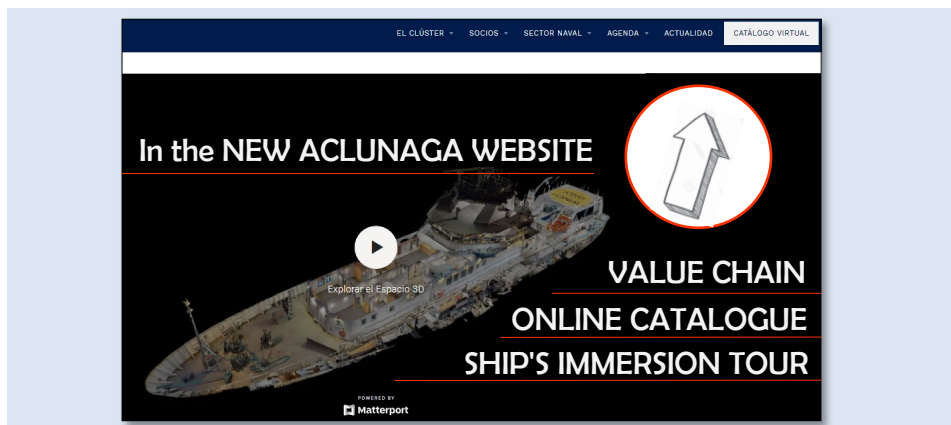 EL CLÚSTER SOCIOS SECTOR NAVAL AGENDA ACTUALIDAD CATÁLOGO VIRTUAL
In the NEW ACLUNAGA WEBSITE
Explorar el Espacio 3D
VALUE CHAIN
ONLINE CATALOGUE
SHIP'S IMMERSION TOUR
POWERED BY
Matterport